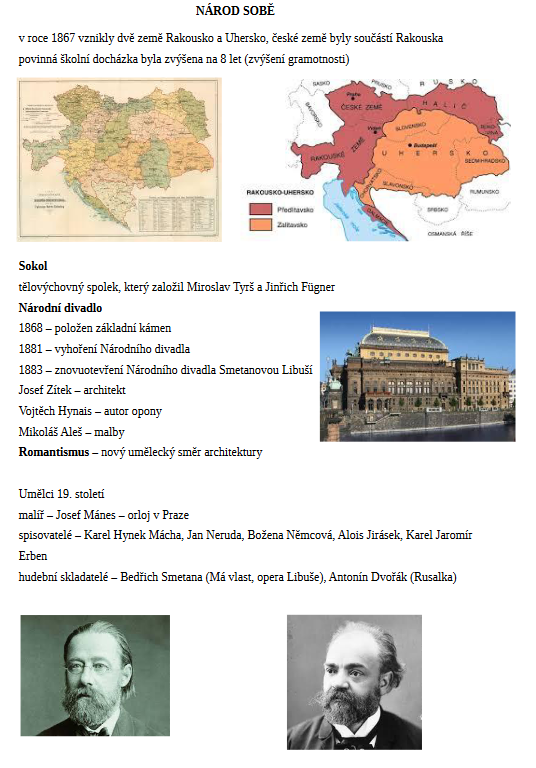 NÁROD SOBĚ
v roce 1867 vznikly dvě země Rakousko a Uhersko, české země byly součástí Rakouska
povinná školní docházka byla zvýšena na 8 let (zvýšení gramotnosti)
SASKO
PRUSKO
RUSKO
BAVORSKO
Praha
ČESKÉ ZEMĚ
HALIČ
Vídeň
SLOVENSKO
BUKOVINA
RAKOUSKÉ ZEMĚ
Budapešť
UHERSKO
SEDMIHRADSKO
CHORVATSKO
SLAVONSKO
RUMUNSKO
RAKOUSKO-UHERSKO
Předlitavsko
Zalitavsko
DALMÁCIE
SRBSKO
OSMANSKÁ ŘÍŠE
Sokol
tělovýchovný spolek, který založil Miroslav Tyrš a Jinřich Fügner
Národní divadlo
1868 – položen základní kámen
1881 – vyhoření Národního divadla
1883 – znovuotevření Národního divadla Smetanovou Libuší
Josef Zítek – architekt
Vojtěch Hynais – autor opony
Mikoláš Aleš – malby
Romantismus – nový umělecký směr architektury
Umělci 19. století
malíř – Josef Mánes – orloj v Praze
spisovatelé – Karel Hynek Mácha, Jan Neruda, Božena Němcová, Alois Jirásek, Karel Jaromír
Erben
hudební skladatelé – Bedřich Smetana (Má vlast, opera Libuše), Antonín Dvořák (Rusalka)